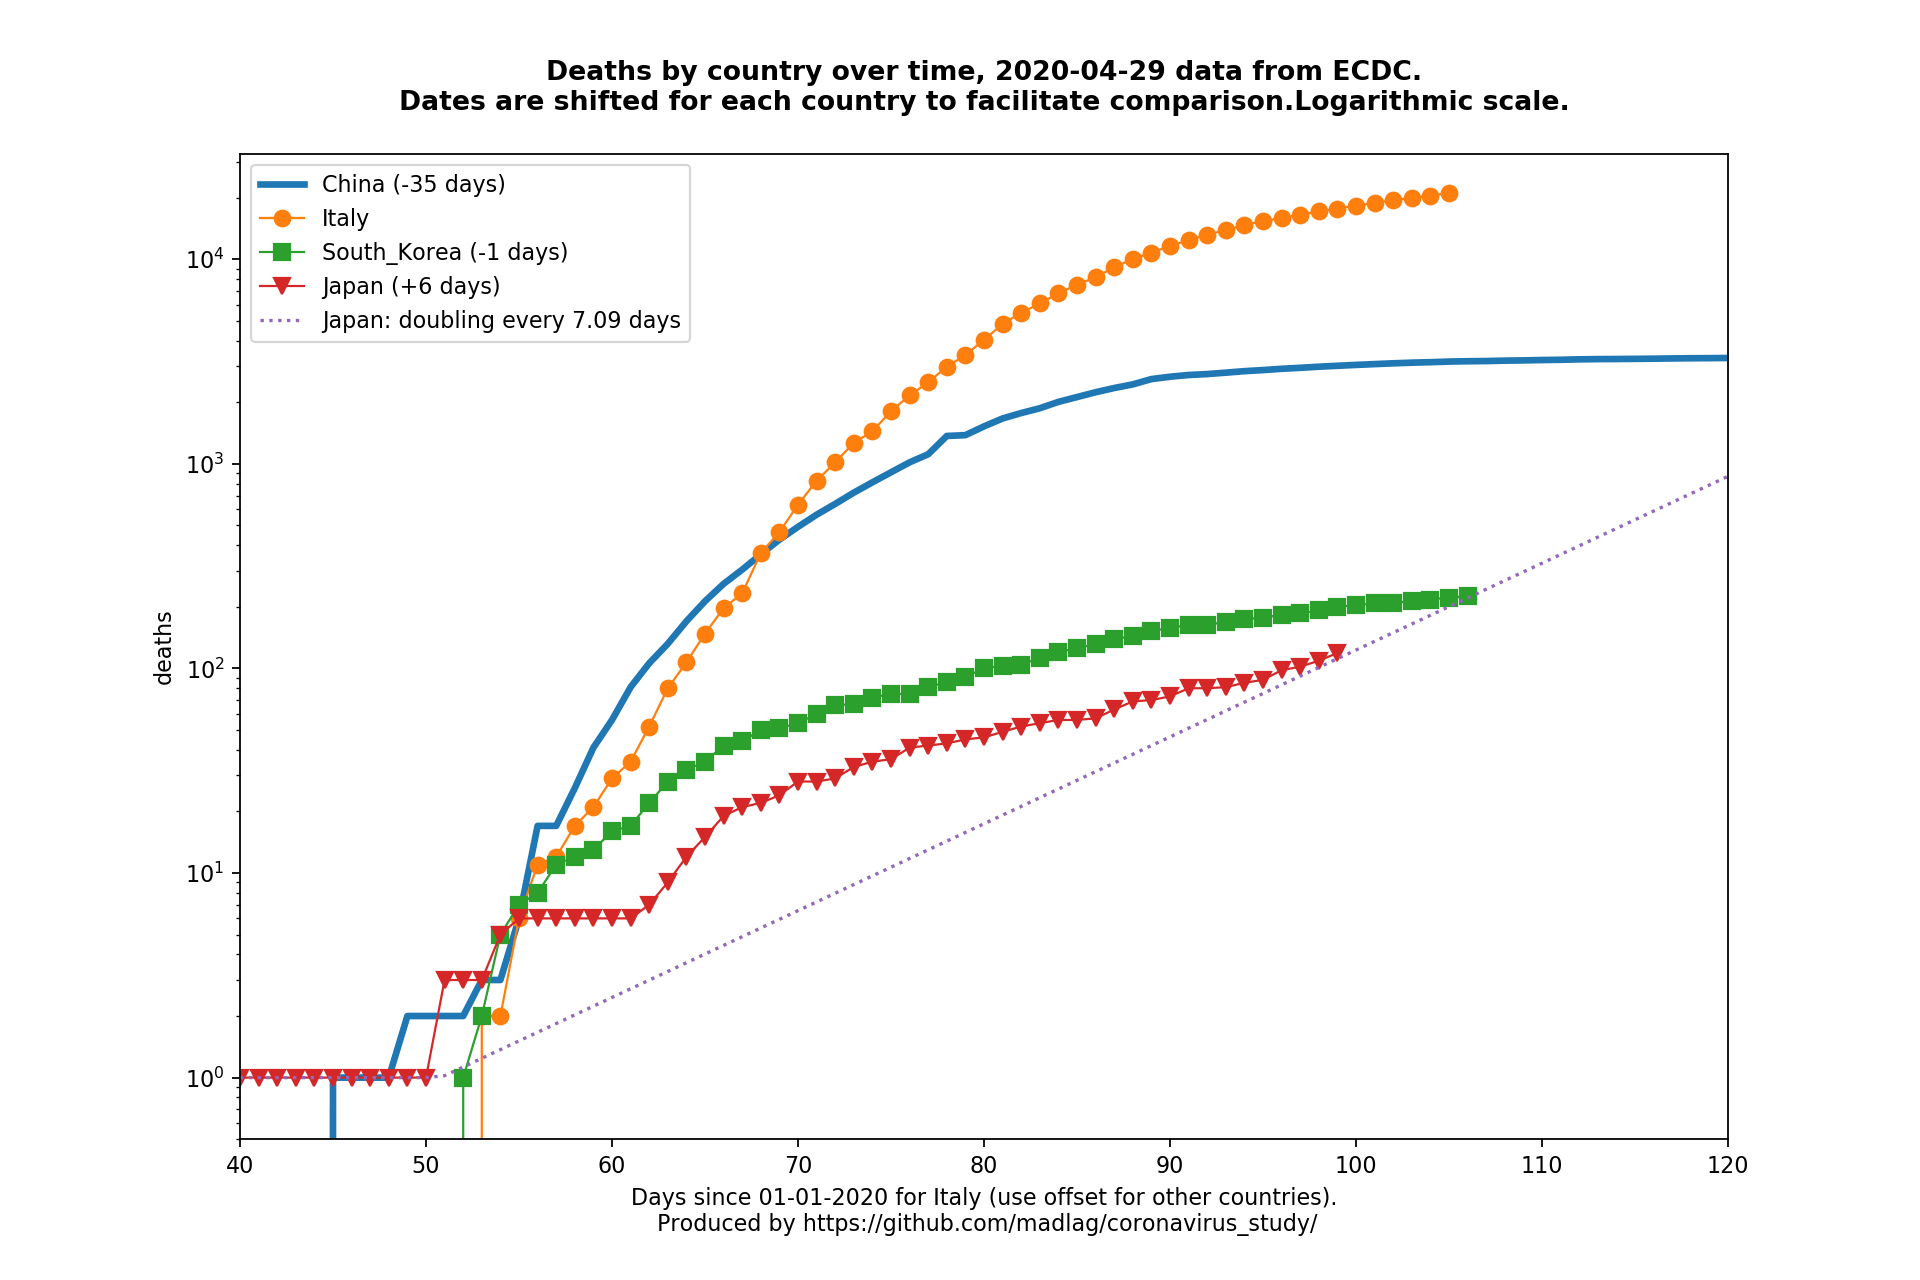 Deaths by country over time, 2020-04-29 data from ECDC.
Dates are shifted for each country to facilitate comparison.Logarithmic scale.
China (-35 days)
Italy
South_Korea (-1 days)
Japan (+6 days)
Japan: doubling every 7.09 days
deaths
10⁴
10³
10²
10¹
10⁰
40 50 60 70 80 90 100 110 120
Days since 01-01-2020 for Italy (use offset for other countries).
Produced by https://github.com/madlag/coronavirus_study/